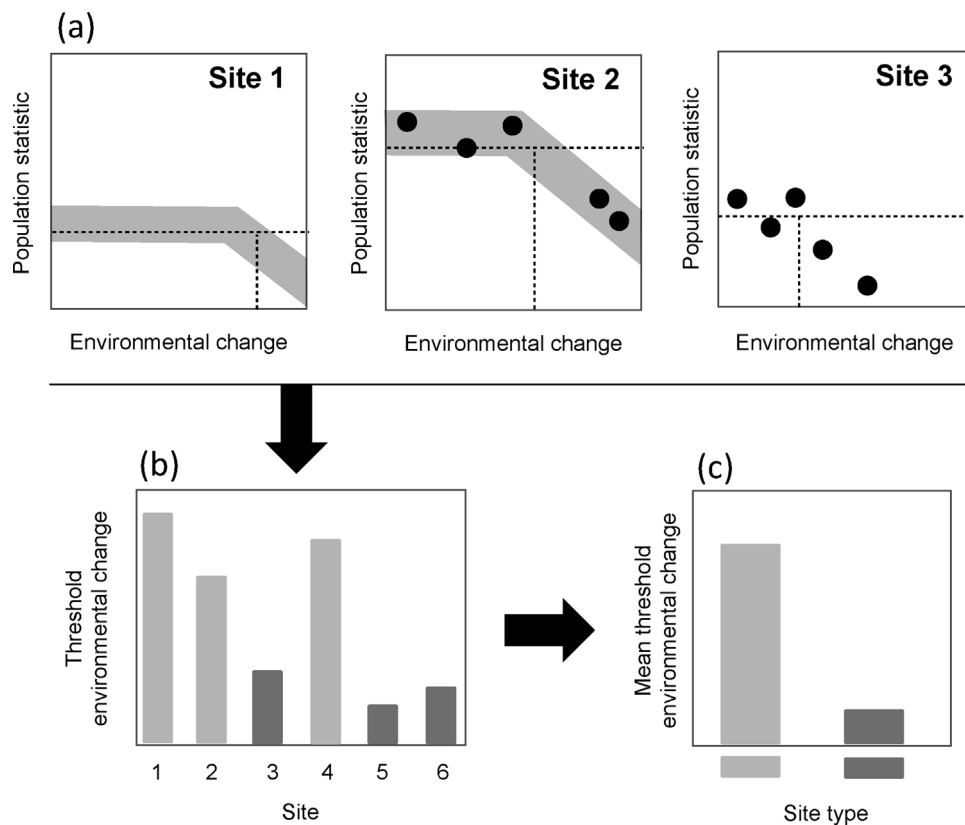 (a)
Site 1
Site 2
Site 3
Population statistic
Population statistic
Population statistic
Environmental change
Environmental change
Environmental change
(b)
Threshold
environmental change
1 2 3 4 5 6
Site
(c)
Mean threshold
environmental change
Site type